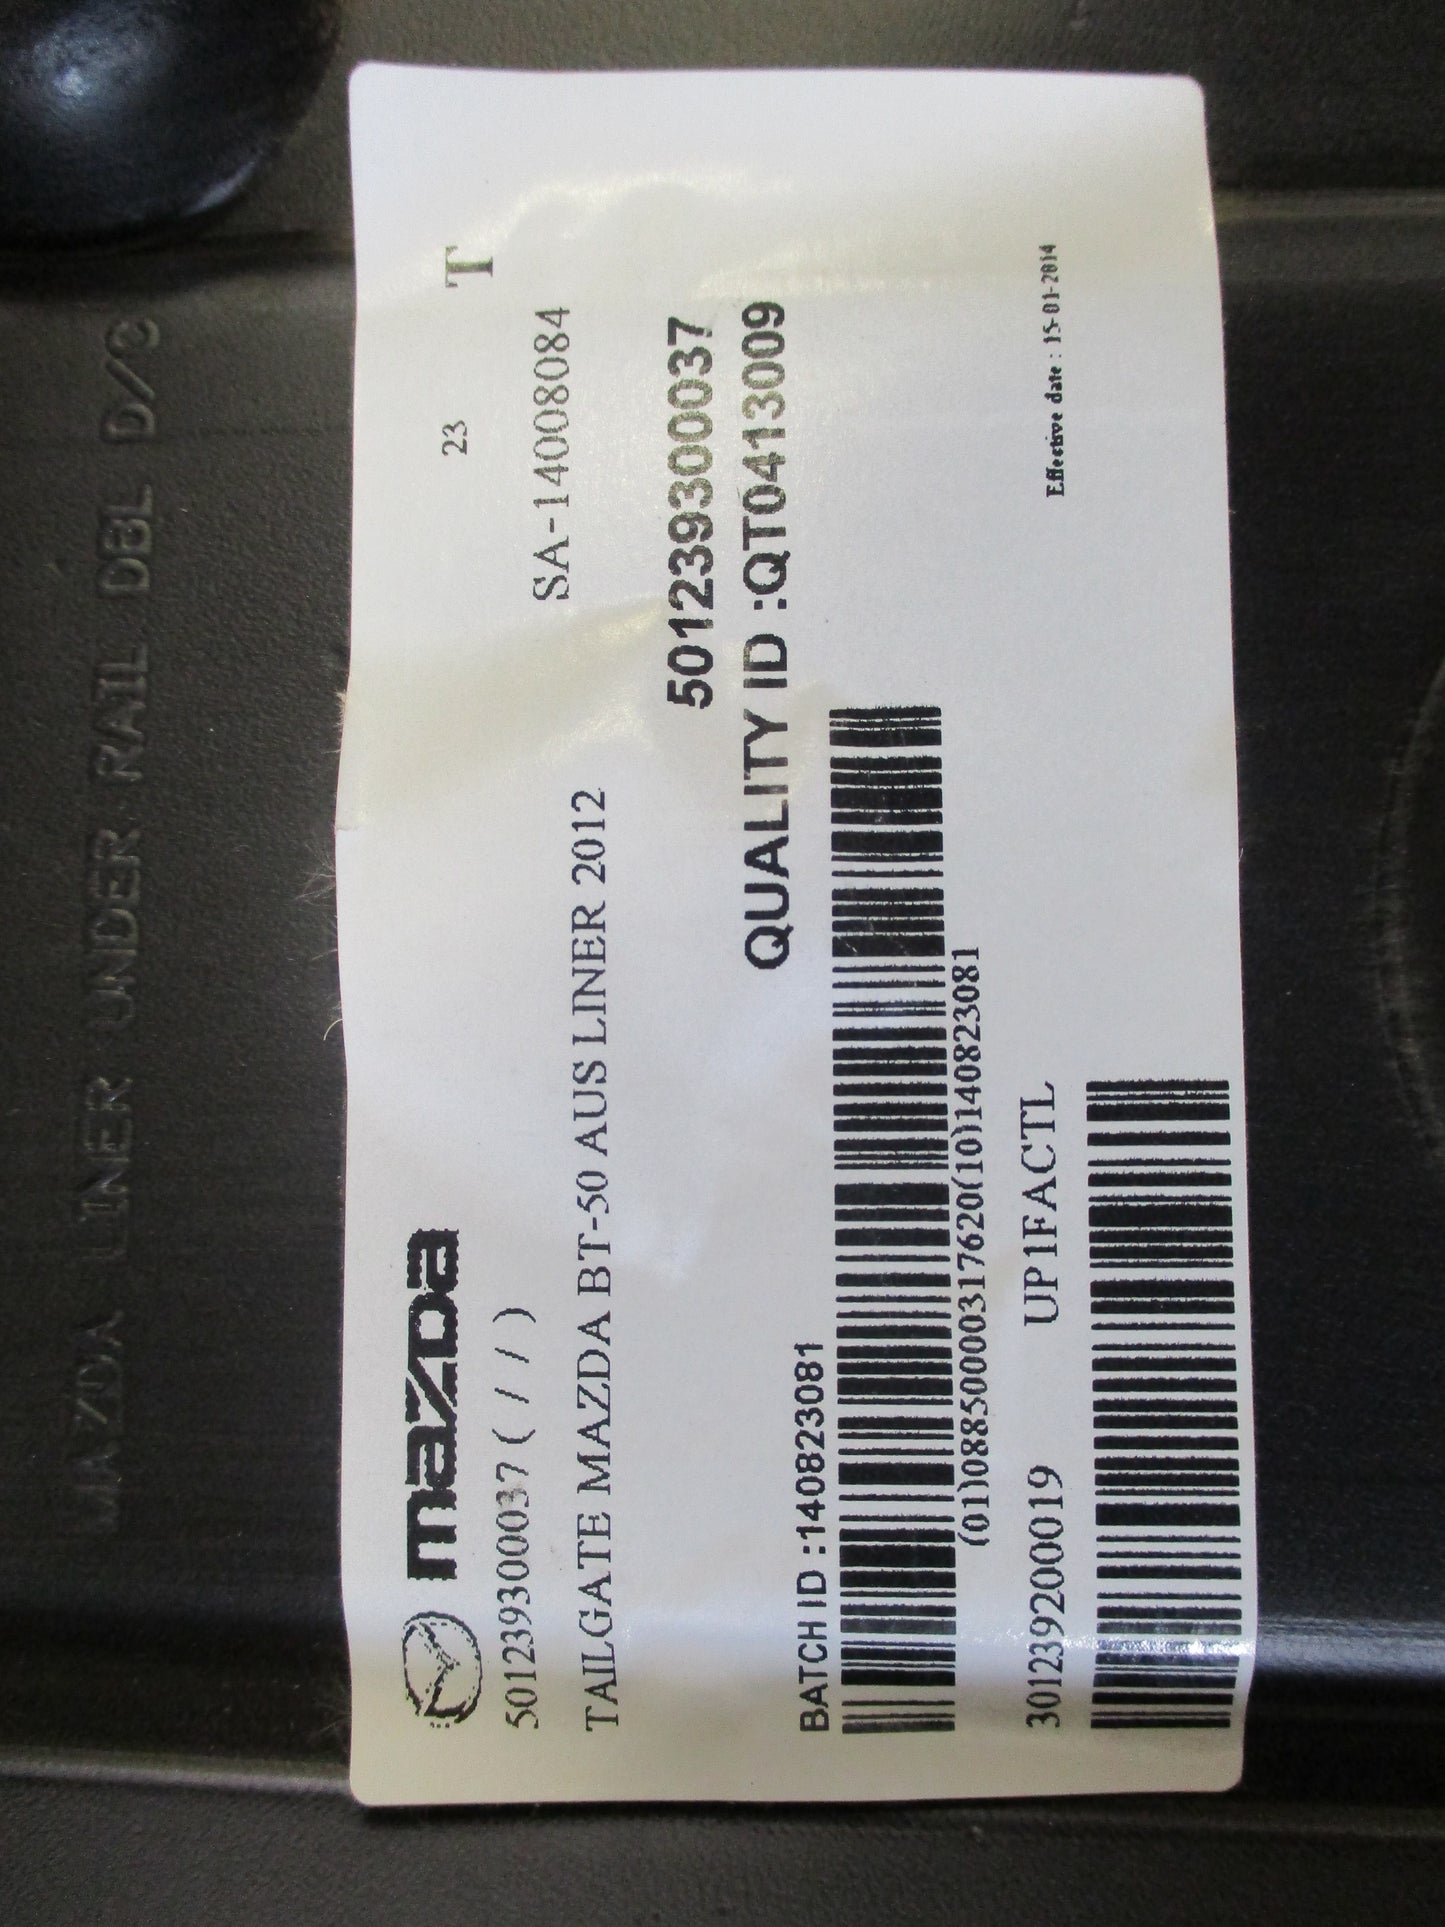 MAZDA LINER UNDER RAIL DBL D/C
mazda
23
T
501239300037 ( / / )
SA-14008084
TAILGATE MAZDA BT-50 AUS LINER 2012
501239300037
QUALITY ID :QT0413009
BATCH ID :140823081
(01)08850000317620(10)140823081
301239200019 UP1FACTL
Effective date : 15-01-2014